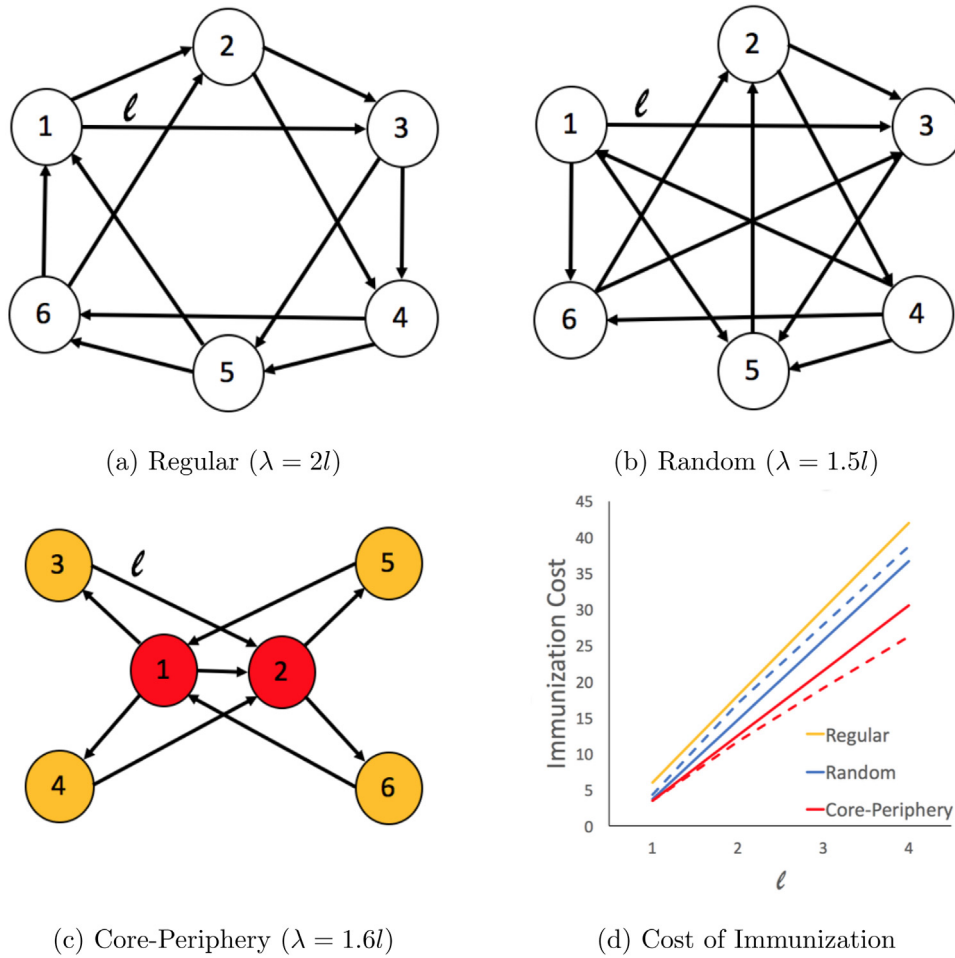 2
1
ℓ
3
6
4
5
(a) Regular (λ = 2l)
2
1
ℓ
3
6
4
5
(b) Random (λ = 1.5l)
3
ℓ
5
1
2
4
6
(c) Core-Periphery (λ = 1.6l)
45
40
35
30
25
20
15
10
5
0
Immunization Cost
Regular
Random
Core-Periphery
1 2 3 4
ℓ
(d) Cost of Immunization